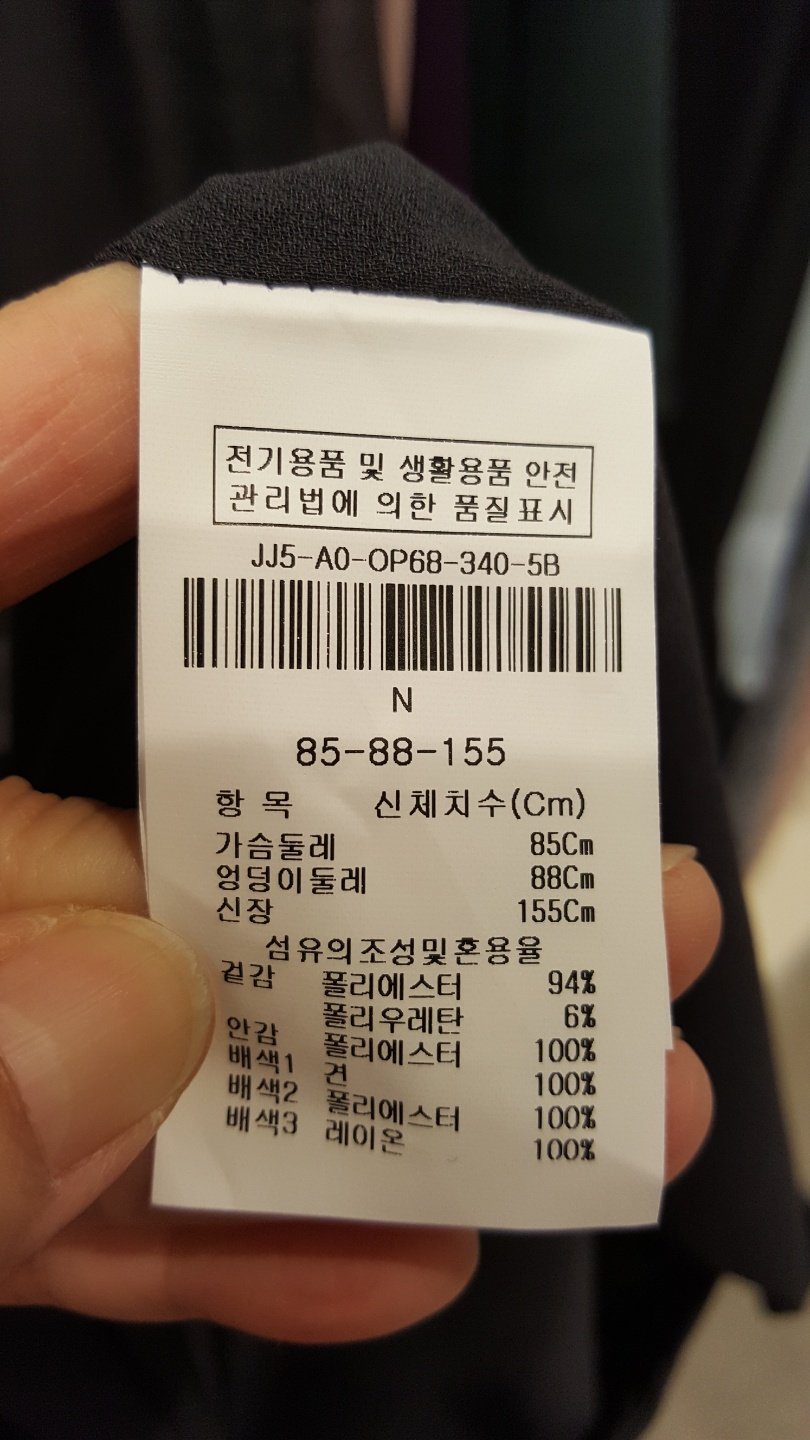 전기용품 및 생활용품 안전
관리법에 의한 품질표시
JJ5-A0-OP68-340-5B
N
85-88-155
항 목 신체치수(Cm)
가슴둘레 85Cm
엉덩이둘레 88Cm
신장 155Cm
섬유의조성및혼용율
겉감 폴리에스터 94%
폴리우레탄 6%
안감 폴리에스터 100%
배색1 견 100%
배색2 폴리에스터 100%
배색3 레이온 100%